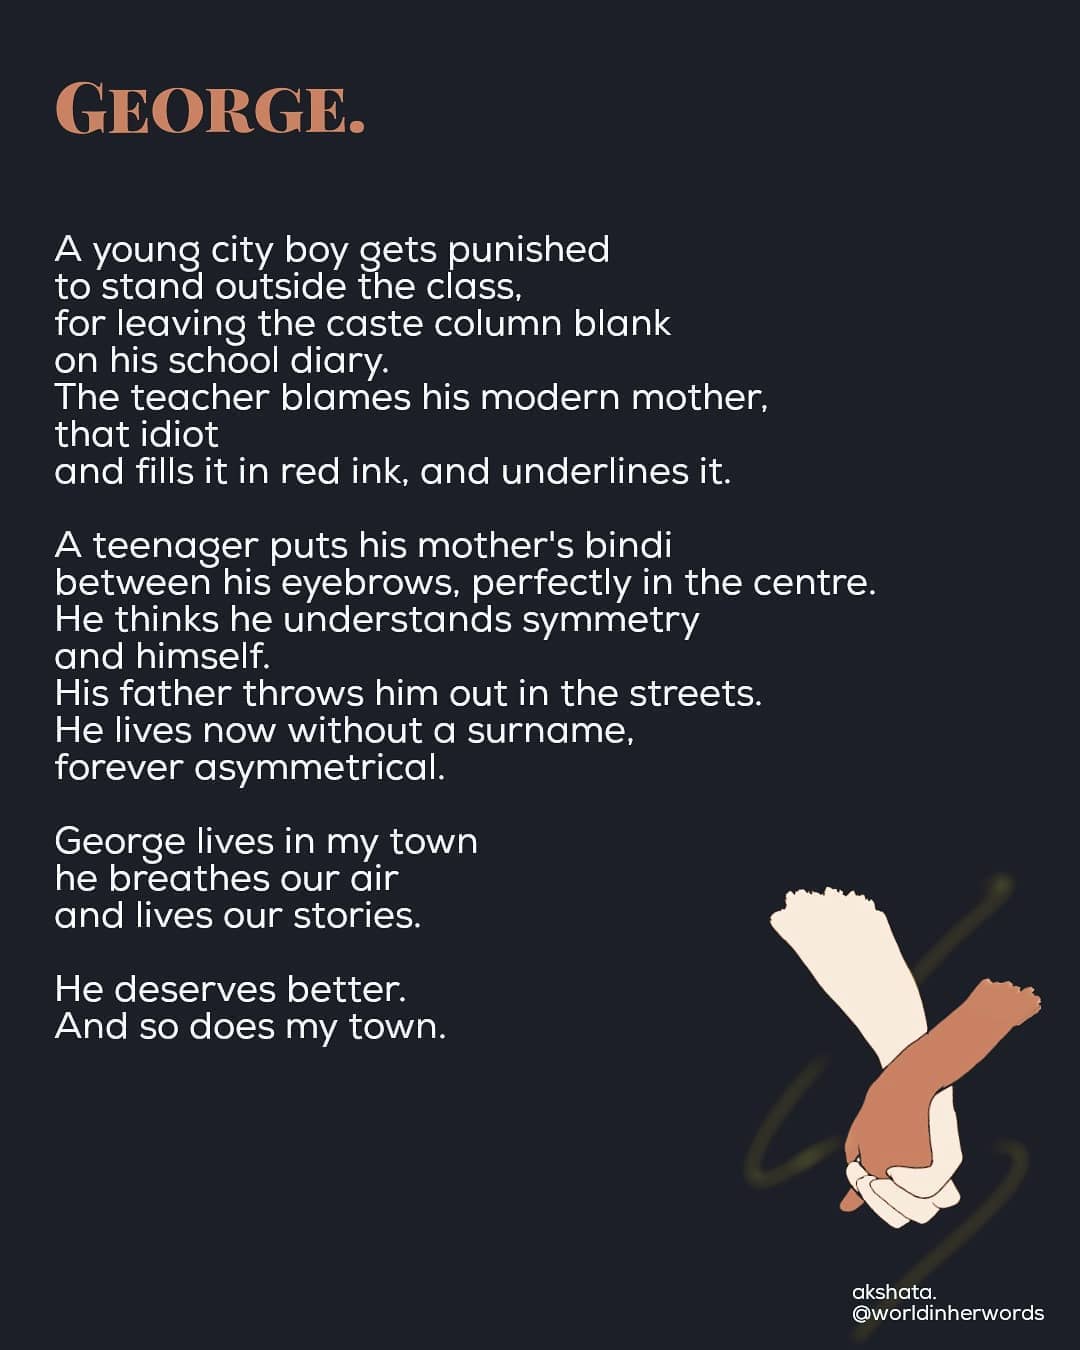 GEORGE.
A young city boy gets punished
to stand outside the class,
for leaving the caste column blank
on his school diary.
The teacher blames his modern mother,
that idiot
and fills it in red ink, and underlines it.
A teenager puts his mother's bindi
between his eyebrows, perfectly in the centre.
He thinks he understands symmetry
and himself.
His father throws him out in the streets.
He lives now without a surname,
forever asymmetrical.
George lives in my town
he breathes our air
and lives our stories.
He deserves better.
And so does my town.
akshata.
@worldinherwords